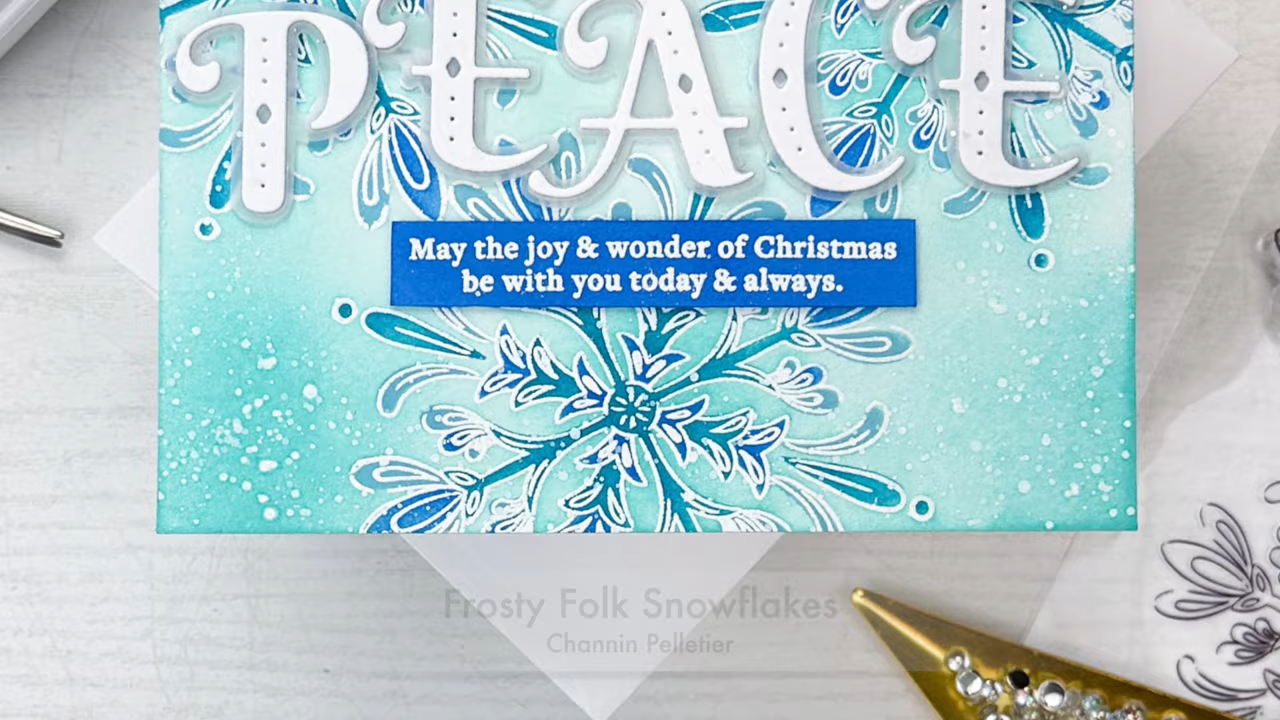 PEACE
May the joy & wonder of Christmas
be with you today & always.
Frosty Folk Snowflakes
Channin Pelletier